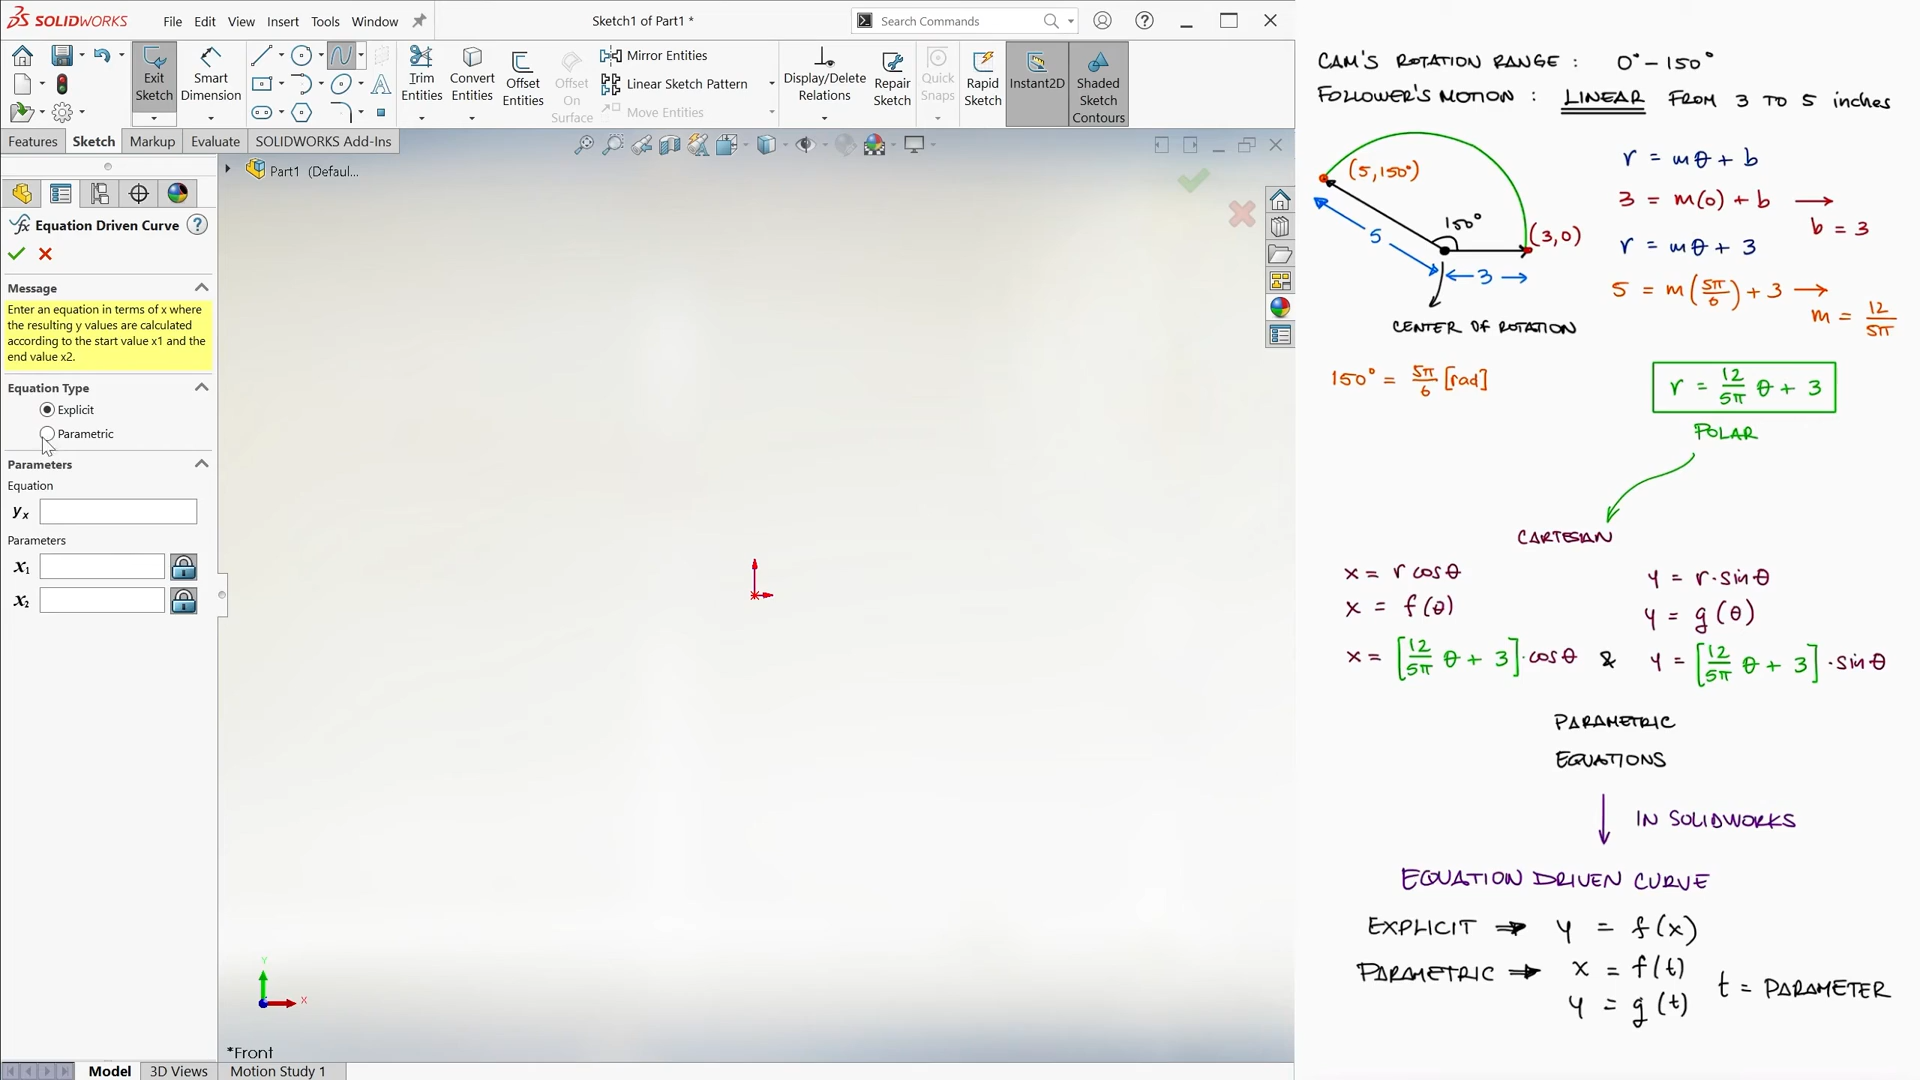 SOLIDWORKS
File Edit View Insert Tools Window
Sketch1 of Part1 *
Search Commands
Exit Sketch
Smart Dimension
Trim Entities
Convert Entities
Offset Entities
Offset On Surface
Mirror Entities
Linear Sketch Pattern
Move Entities
Display/Delete Relations
Repair Sketch
Quick Snaps
Rapid Sketch
Instant2D
Shaded Sketch Contours
Features Sketch Markup Evaluate SOLIDWORKS Add-Ins
Part1 (Defaul...
Equation Driven Curve
Message
Enter an equation in terms of x where
the resulting y values are calculated
according to the start value x1 and the
end value x2.
Equation Type
Explicit
Parametric
Parameters
Equation
yx
Parameters
x1
x2
Y
X
*Front
Model 3D Views Motion Study 1
CAM'S ROTATION RANGE : 0° - 150°
FOLLOWER'S MOTION : LINEAR FROM 3 TO 5 inches
(5,150°)
150°
(3,0)
5
3
CENTER OF ROTATION
150° = 5π/6 [rad]
r = mθ + b
3 = m(0) + b →
b = 3
r = mθ + 3
5 = m(5π/6) + 3 →
m = 12/5π
r = 12/5π θ + 3
POLAR
CARTESIAN
x = r cosθ
y = r·sinθ
x = f(θ)
y = g(θ)
x = [12/5π θ + 3]·cosθ & y = [12/5π θ + 3]·sinθ
PARAMETRIC
EQUATIONS
IN SOLIDWORKS
EQUATION DRIVEN CURVE
EXPLICIT → y = f(x)
PARAMETRIC → x = f(t)
y = g(t)
t = PARAMETER